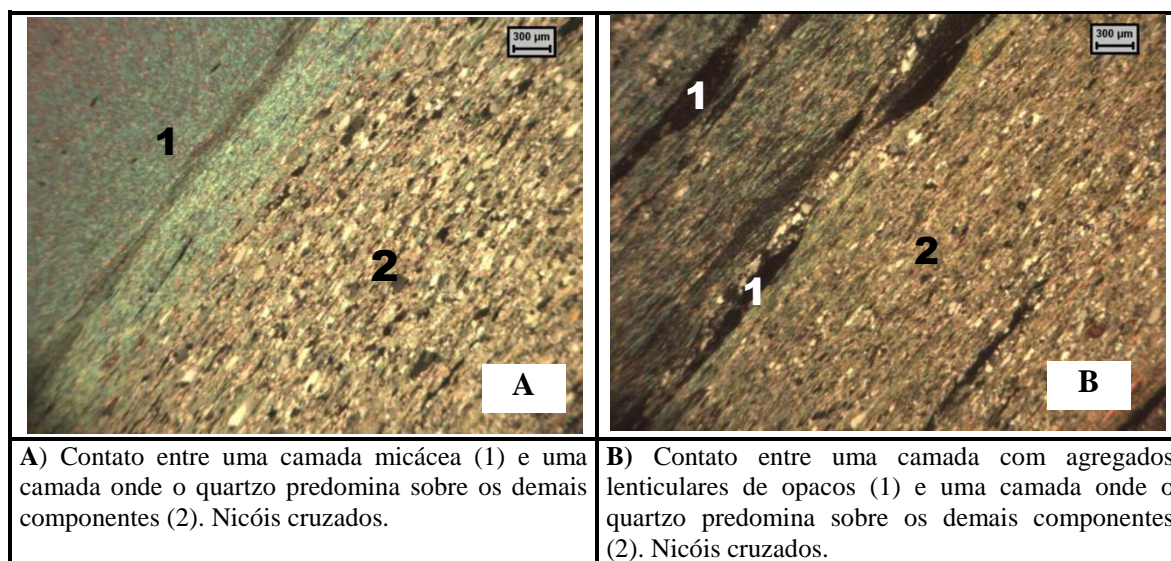 300 µm
1
2
A
300 µm
1
1
2
B
A) Contato entre uma camada micácea (1) e uma
camada onde o quartzo predomina sobre os demais
componentes (2). Nicóis cruzados.
B) Contato entre uma camada com agregados
lenticulares de opacos (1) e uma camada onde o
quartzo predomina sobre os demais componentes
(2). Nicóis cruzados.